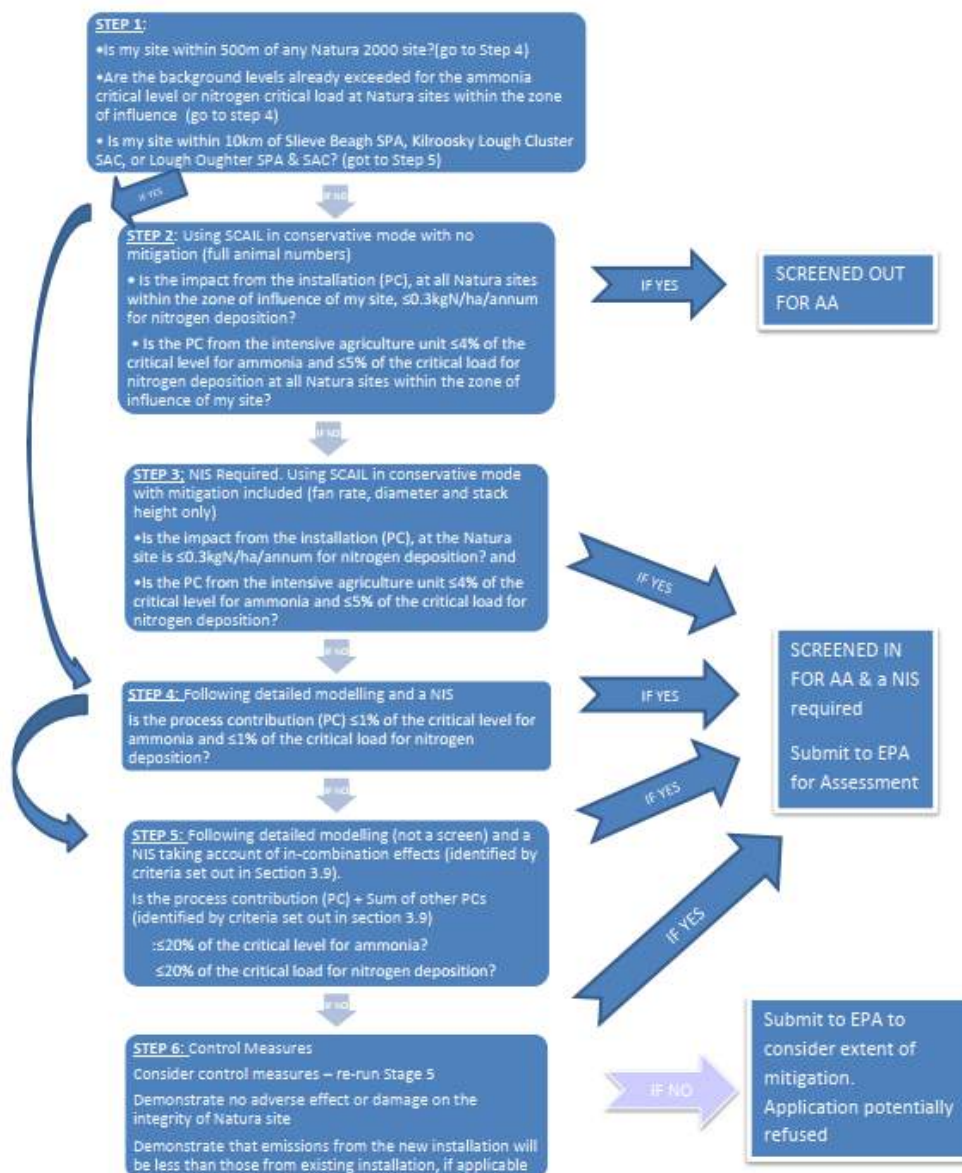 STEP 1:
•Is my site within 500m of any Natura 2000 site?(go to Step 4)
•Are the background levels already exceeded for the ammonia
critical level or nitrogen critical load at Natura sites within the zone
of influence (go to step 4)
• Is my site within 10km of Slieve Beagh SPA, Kilroosky Lough Cluster
SAC, or Lough Oughter SPA & SAC? (got to Step 5)
IF YES
IF NO
STEP 2: Using SCAIL in conservative mode with no
mitigation (full animal numbers)
• Is the impact from the installation (PC), at all Natura sites
within the zone of influence of my site, ≤0.3kgN/ha/annum
for nitrogen deposition?
• Is the PC from the intensive agriculture unit ≤4% of the
critical level for ammonia and ≤5% of the critical load for
nitrogen deposition at all Natura sites within the zone of
influence of my site?
IF YES
SCREENED OUT
FOR AA
IF NO
STEP 3; NIS Required. Using SCAIL in conservative mode
with mitigation included (fan rate, diameter and stack
height only)
•Is the impact from the installation (PC), at the Natura
site is ≤0.3kgN/ha/annum for nitrogen deposition? and
•Is the PC from the intensive agriculture unit ≤4% of the
critical level for ammonia and ≤5% of the critical load for
nitrogen deposition?
IF YES
IF NO
STEP 4: Following detailed modelling and a NIS
Is the process contribution (PC) ≤1% of the critical level for
ammonia and ≤1% of the critical load for nitrogen
deposition?
IF YES
SCREENED IN
FOR AA & a NIS
required
Submit to EPA
for Assessment
IF NO
STEP 5: Following detailed modelling (not a screen) and a
NIS taking account of in-combination effects (identified by
criteria set out in Section 3.9).
Is the process contribution (PC) + Sum of other PCs
(identified by criteria set out in section 3.9)
:≤20% of the critical level for ammonia?
≤20% of the critical load for nitrogen deposition?
IF YES
IF NO
STEP 6: Control Measures
Consider control measures – re-run Stage 5
Demonstrate no adverse effect or damage on the
integrity of Natura site
Demonstrate that emissions from the new installation will
be less than those from existing installation, if applicable
IF YES
IF NO
Submit to EPA to
consider extent of
mitigation.
Application potentially
refused